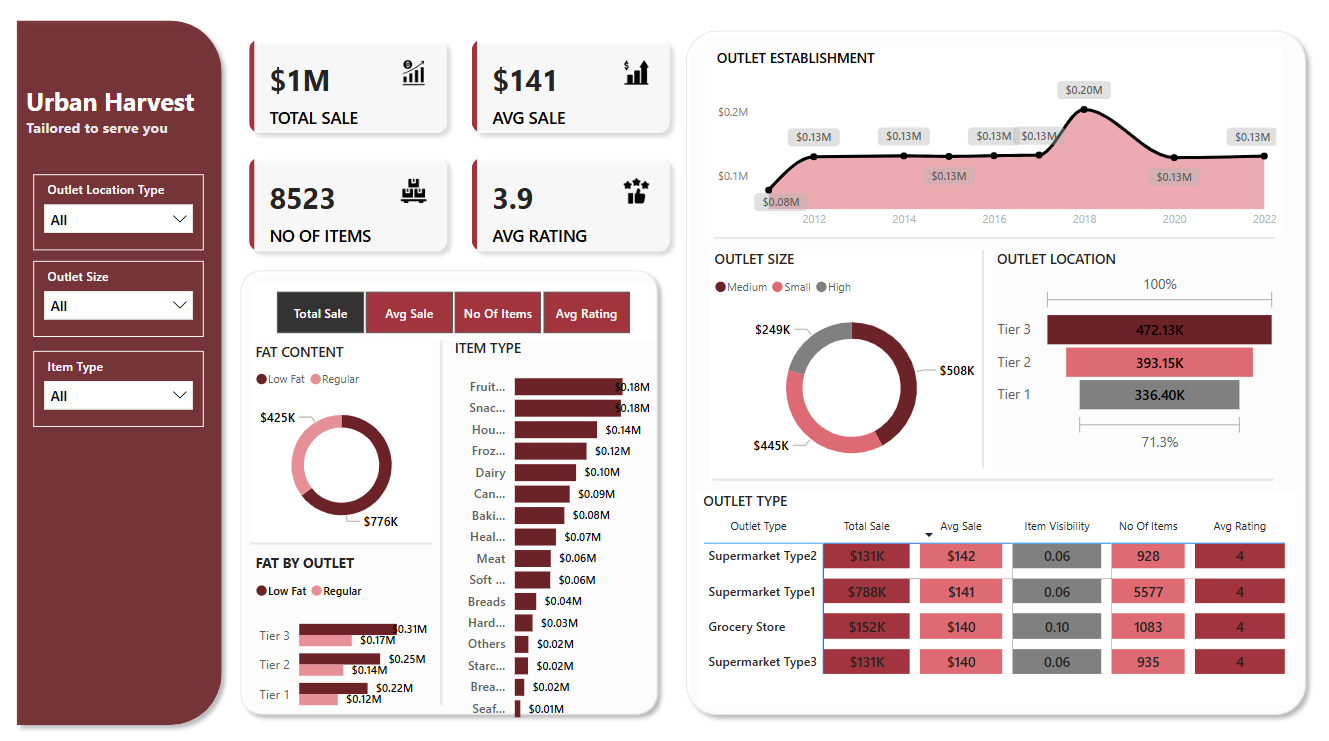 Urban Harvest
Tailored to serve you
Outlet Location Type
All
Outlet Size
All
Item Type
All
$1M
TOTAL SALE
$141
AVG SALE
8523
NO OF ITEMS
3.9
AVG RATING
Total Sale Avg Sale No Of Items Avg Rating
FAT CONTENT
Low Fat Regular
$425K
$776K
FAT BY OUTLET
Low Fat Regular
Tier 3 $0.31M
$0.17M
Tier 2 $0.25M
$0.14M
Tier 1 $0.22M
$0.12M
ITEM TYPE
Fruit... $0.18M
Snac... $0.18M
Hou... $0.14M
Froz... $0.12M
Dairy $0.10M
Can... $0.09M
Baki... $0.08M
Heal... $0.07M
Meat $0.06M
Soft ... $0.06M
Breads $0.04M
Hard... $0.03M
Others $0.02M
Starc... $0.02M
Brea... $0.02M
Seaf... $0.01M
OUTLET ESTABLISHMENT
$0.20M
$0.2M
$0.13M $0.13M $0.13M $0.13M $0.13M
$0.1M $0.13M $0.13M
$0.08M
2012 2014 2016 2018 2020 2022
OUTLET SIZE
Medium Small High
$249K
$508K
$445K
OUTLET LOCATION
100%
Tier 3 472.13K
Tier 2 393.15K
Tier 1 336.40K
71.3%
OUTLET TYPE
Outlet Type Total Sale Avg Sale Item Visibility No Of Items Avg Rating
Supermarket Type2 $131K $142 0.06 928 4
Supermarket Type1 $788K $141 0.06 5577 4
Grocery Store $152K $140 0.10 1083 4
Supermarket Type3 $131K $140 0.06 935 4